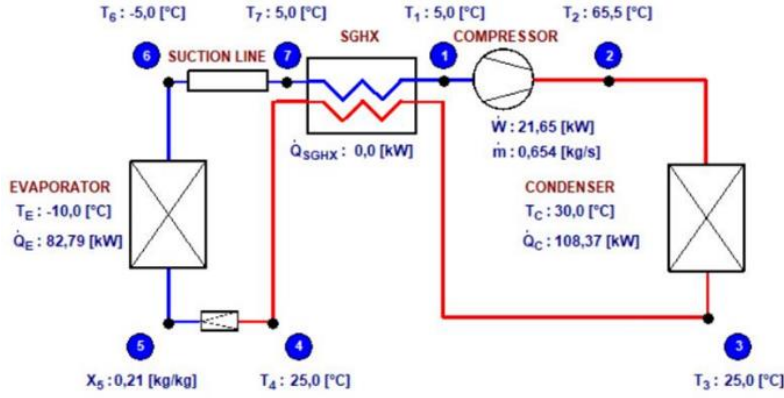 T₆ : -5,0 [°C]
T₇ : 5,0 [°C]
T₁ : 5,0 [°C]
T₂ : 65,5 [°C]
SGHX
COMPRESSOR
6
SUCTION LINE
7
1
2
Ẇ : 21,65 [kW]
ṁ : 0,654 [kg/s]
Q̇SGHX : 0,0 [kW]
EVAPORATOR
TE : -10,0 [°C]
Q̇E : 82,79 [kW]
CONDENSER
TC : 30,0 [°C]
Q̇C : 108,37 [kW]
5
4
3
X₅ : 0,21 [kg/kg]
T₄ : 25,0 [°C]
T₃ : 25,0 [°C]